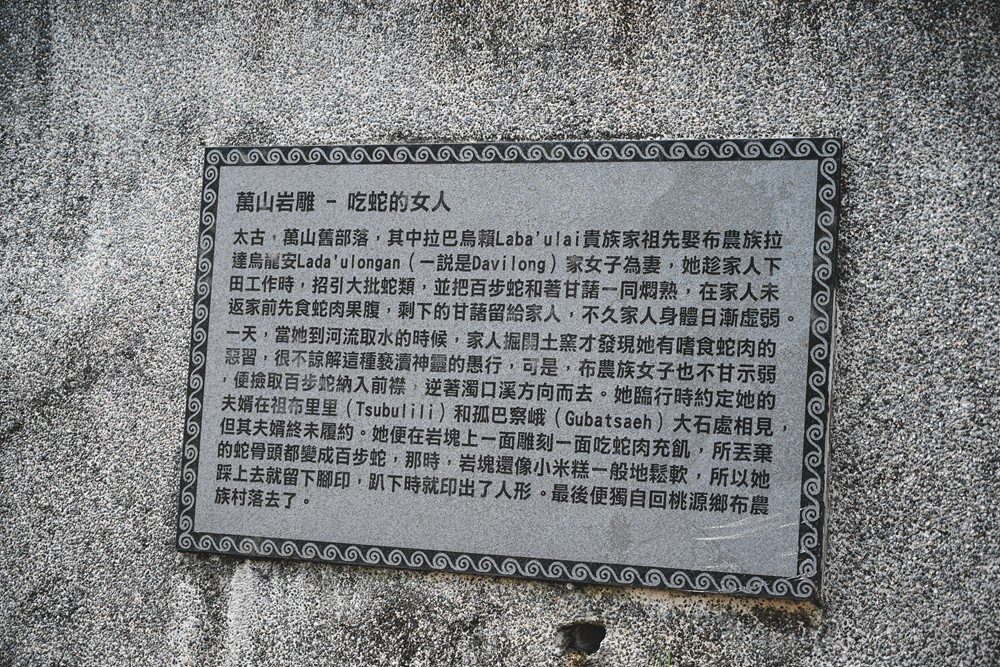 萬山岩雕 - 吃蛇的女人
太古，萬山舊部落，其中拉巴烏賴Laba'ulai貴族家祖先娶布農族拉
達烏龍安Lada'ulongan（一説是Davilong）家女子為妻，她趁家人下
田工作時，招引大批蛇類，並把百步蛇和著甘藷一同燜熟，在家人未
返家前先食蛇肉果腹，剩下的甘藷留給家人，不久家人身體日漸虛弱。
一天，當她到河流取水的時候，家人掘開土窯才發現她有嗜食蛇肉的
惡習，很不諒解這種褻瀆神靈的愚行，可是，布農族女子也不甘示弱
，便撿取百步蛇納入前襟，逆著濁口溪方向而去。她臨行時約定她的
夫婿在祖布里里（Tsubulili）和孤巴察峨（Gubatsaeh）大石處相見，
但其夫婿終未履約。她便在岩塊上一面雕刻一面吃蛇肉充飢，所丟棄
的蛇骨頭都變成百步蛇，那時，岩塊還像小米糕一般地鬆軟，所以她
踩上去就留下腳印，趴下時就印出了人形。最後便獨自回桃源鄉布農
族村落去了。